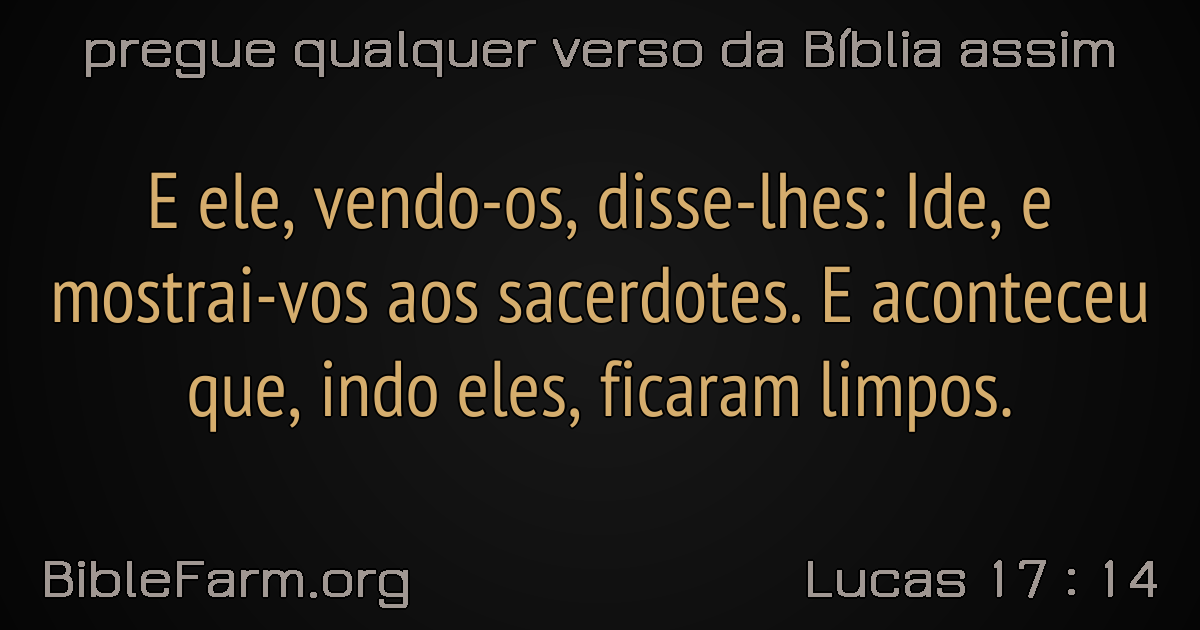 pregue qualquer verso da Bíblia assim
E ele, vendo-os, disse-lhes: Ide, e
mostrai-vos aos sacerdotes. E aconteceu
que, indo eles, ficaram limpos.
BibleFarm.org
Lucas 17 : 14